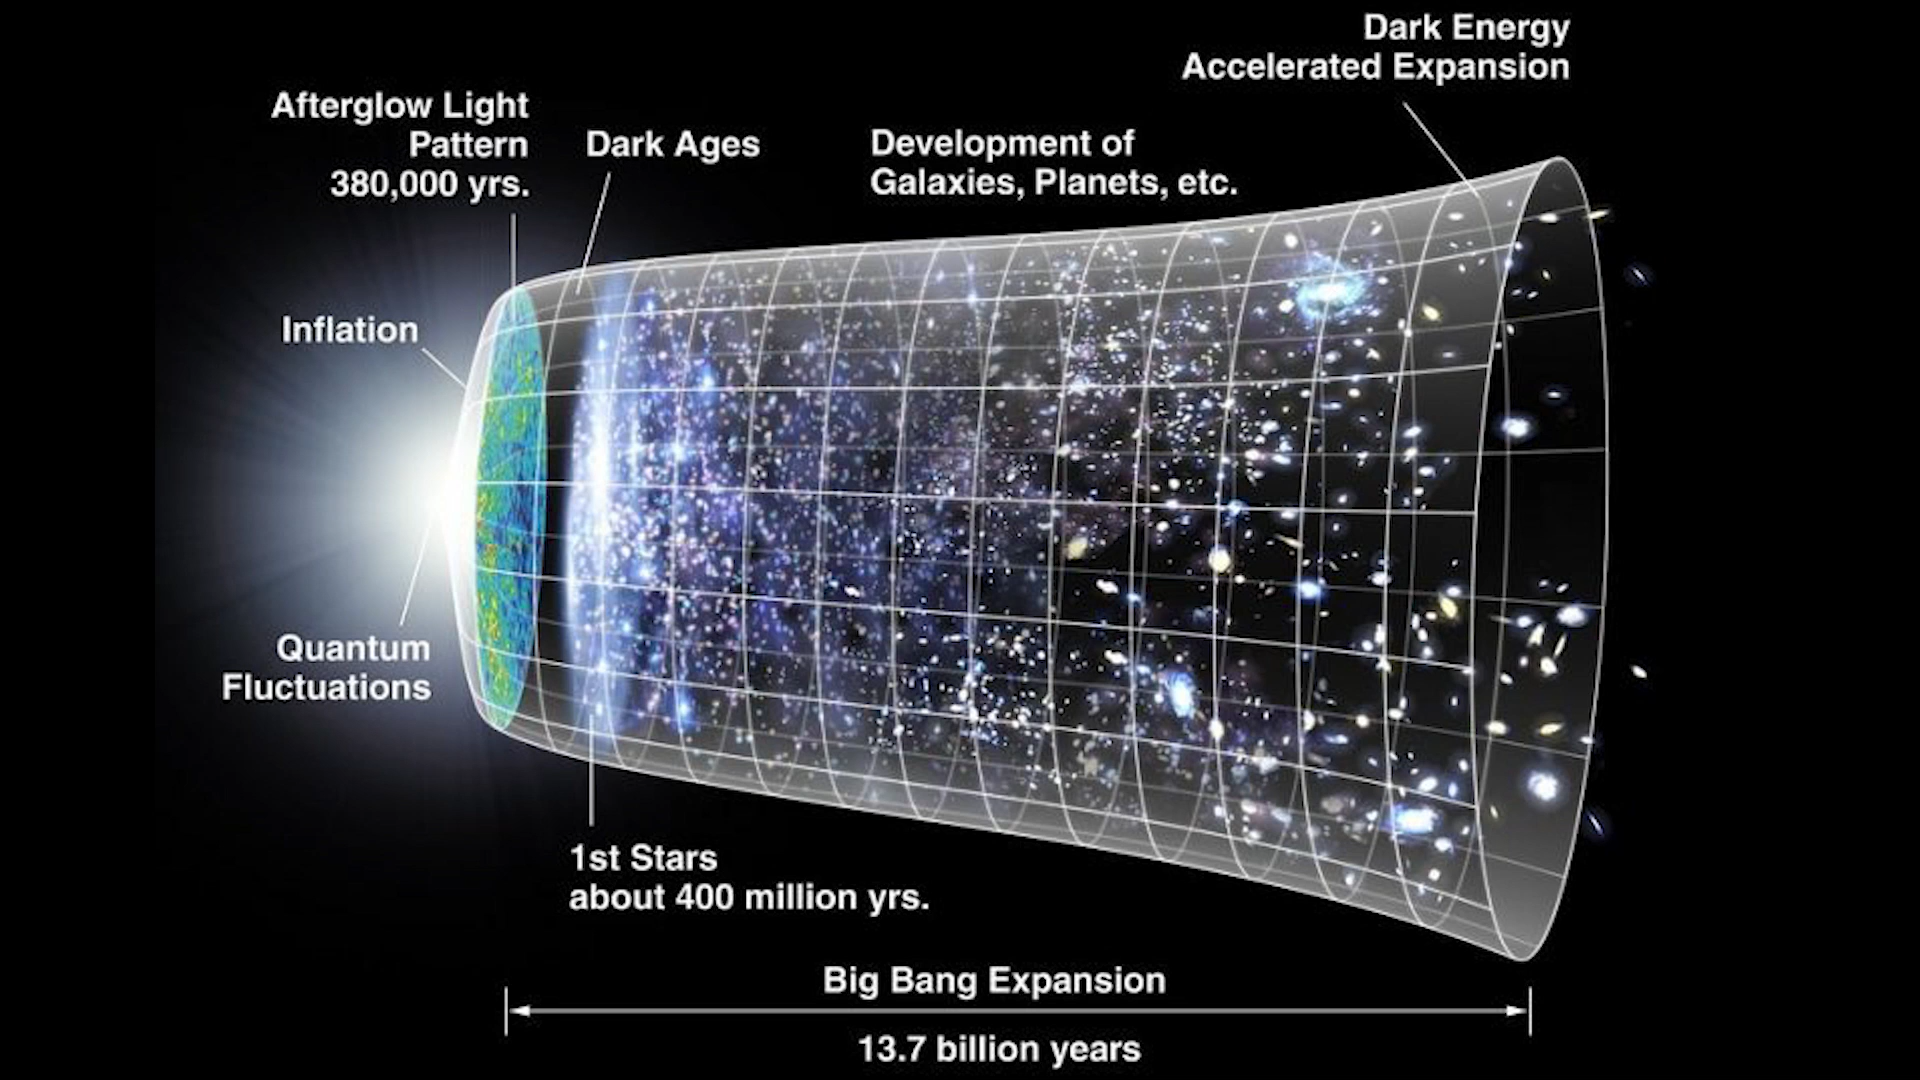 Dark Energy
Accelerated Expansion
Afterglow Light
Pattern
380,000 yrs.
Dark Ages
Development of
Galaxies, Planets, etc.
Inflation
Quantum
Fluctuations
1st Stars
about 400 million yrs.
Big Bang Expansion
13.7 billion years